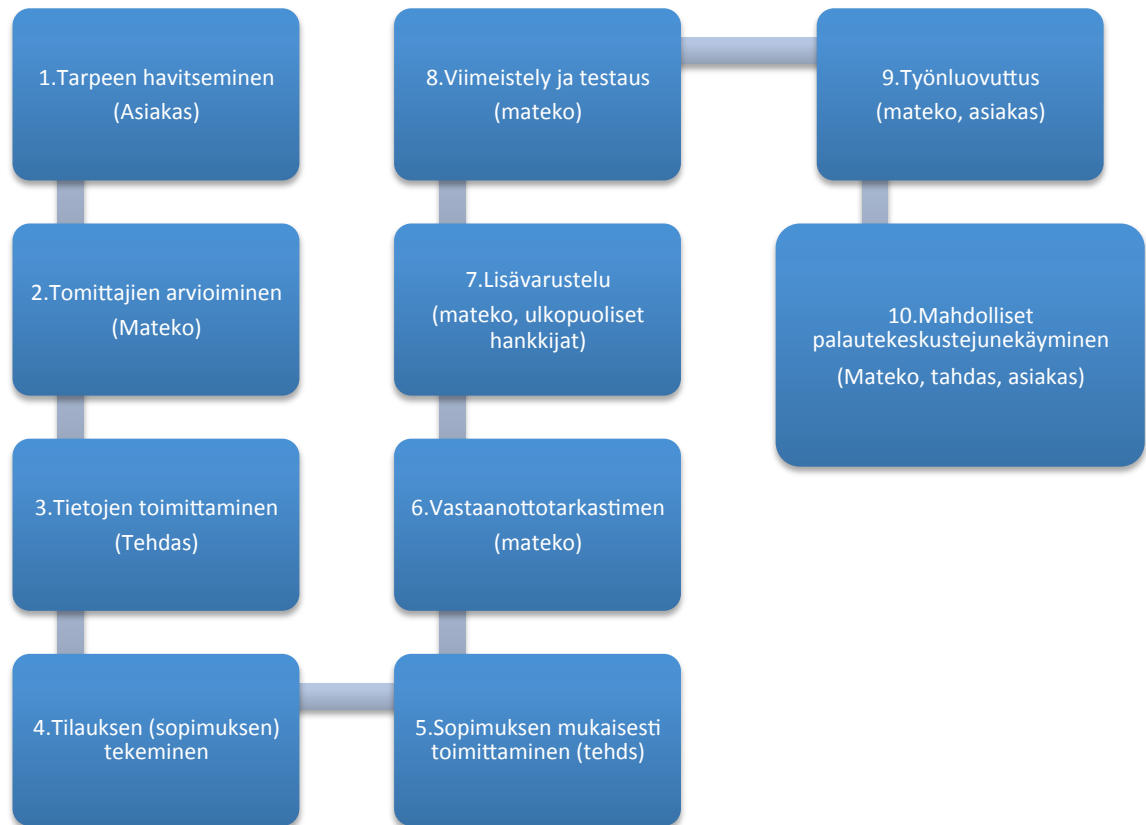 1.Tarpeen havitseminen
(Asiakas)
2.Tomittajien arvioiminen
(Mateko)
3.Tietojen toimittaminen
(Tehdas)
4.Tilauksen (sopimuksen)
tekeminen
5.Sopimuksen mukaisesti
toimittaminen (tehds)
6.Vastaanottotarkastimen
(mateko)
7.Lisävarustelu
(mateko, ulkopuoliset
hankkijat)
8.Viimeistely ja testaus
(mateko)
9.Työnluovuttus
(mateko, asiakas)
10.Mahdolliset
palautekeskustejunekäyminen
(Mateko, tahdas, asiakas)